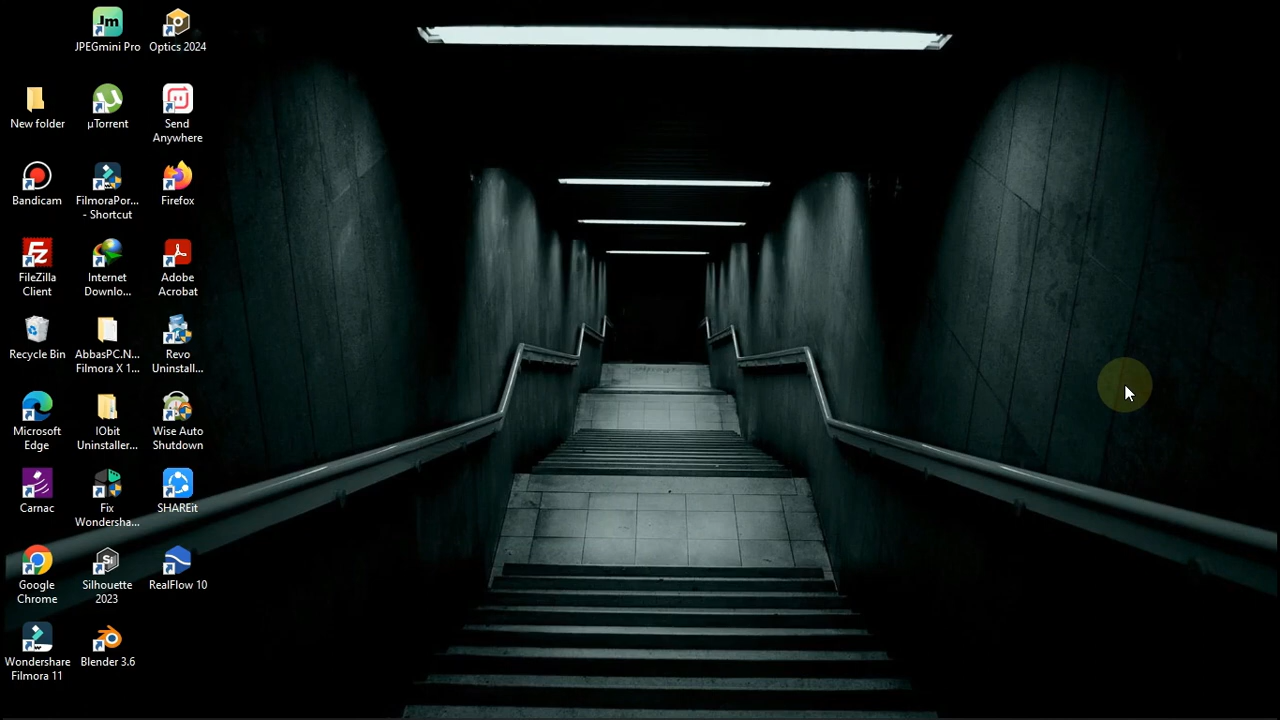 JPEGmini Pro
Optics 2024
New folder
µTorrent
Send
Anywhere
Bandicam
FilmoraPor...
- Shortcut
Firefox
FileZilla
Client
Internet
Downlo...
Adobe
Acrobat
Recycle Bin
AbbasPC.N...
Filmora X 1...
Revo
Uninstall...
Microsoft
Edge
IObit
Uninstaller...
Wise Auto
Shutdown
Carnac
Fix
Wondersha...
SHAREit
Google
Chrome
Silhouette
2023
RealFlow 10
Wondershare
Filmora 11
Blender 3.6